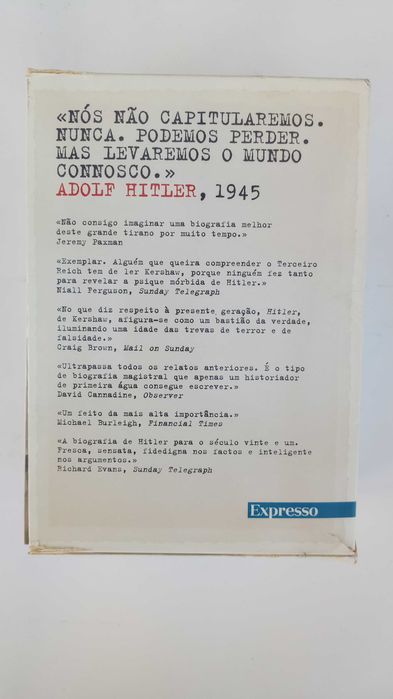 «NÓS NÃO CAPITULAREMOS.
NUNCA. PODEMOS PERDER.
MAS LEVAREMOS O MUNDO
CONNOSCO.»
ADOLF HITLER, 1945
«Não consigo imaginar uma biografia melhor
deste grande tirano por muito tempo.»
Jeremy Paxman
«Exemplar. Alguém que queira compreender o Terceiro
Reich tem de ler Kershaw, porque ninguém fez tanto
para revelar a psique mórbida de Hitler.»
Niall Ferguson, Sunday Telegraph
«No que diz respeito à presente geração, Hitler,
de Kershaw, afigura-se como um bastião da verdade,
iluminando uma idade das trevas de terror e de
falsidade.»
Craig Brown, Mail on Sunday
«Ultrapassa todos os relatos anteriores. É o tipo
de biografia magistral que apenas um historiador
de primeira água consegue escrever.»
David Cannadine, Observer
«Um feito da mais alta importância.»
Michael Burleigh, Financial Times
«A biografia de Hitler para o século vinte e um.
Fresca, sensata, fidedigna nos factos e inteligente
nos argumentos.»
Richard Evans, Sunday Telegraph
Expresso